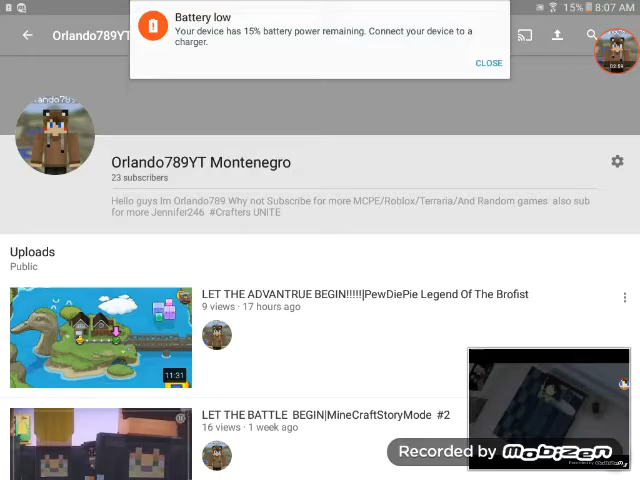 15% 8:07 AM
Battery low
Your device has 15% battery power remaining. Connect your device to a
charger.
CLOSE
Orlando789YT
02:59
ando78
Orlando789YT Montenegro
23 subscribers
Hello guys Im Orlando789 Why not Subscribe for more MCPE/Roblox/Terraria/And Random games also sub
for more Jennifer246 #Crafters UNITE
Uploads
Public
LET THE ADVANTRUE BEGIN!!!!!|PewDiePie Legend Of The Brofist
9 views · 17 hours ago
11:31
LET THE BATTLE BEGIN|MineCraftStoryMode #2
16 views · 1 week ago
Recorded by Mobizen